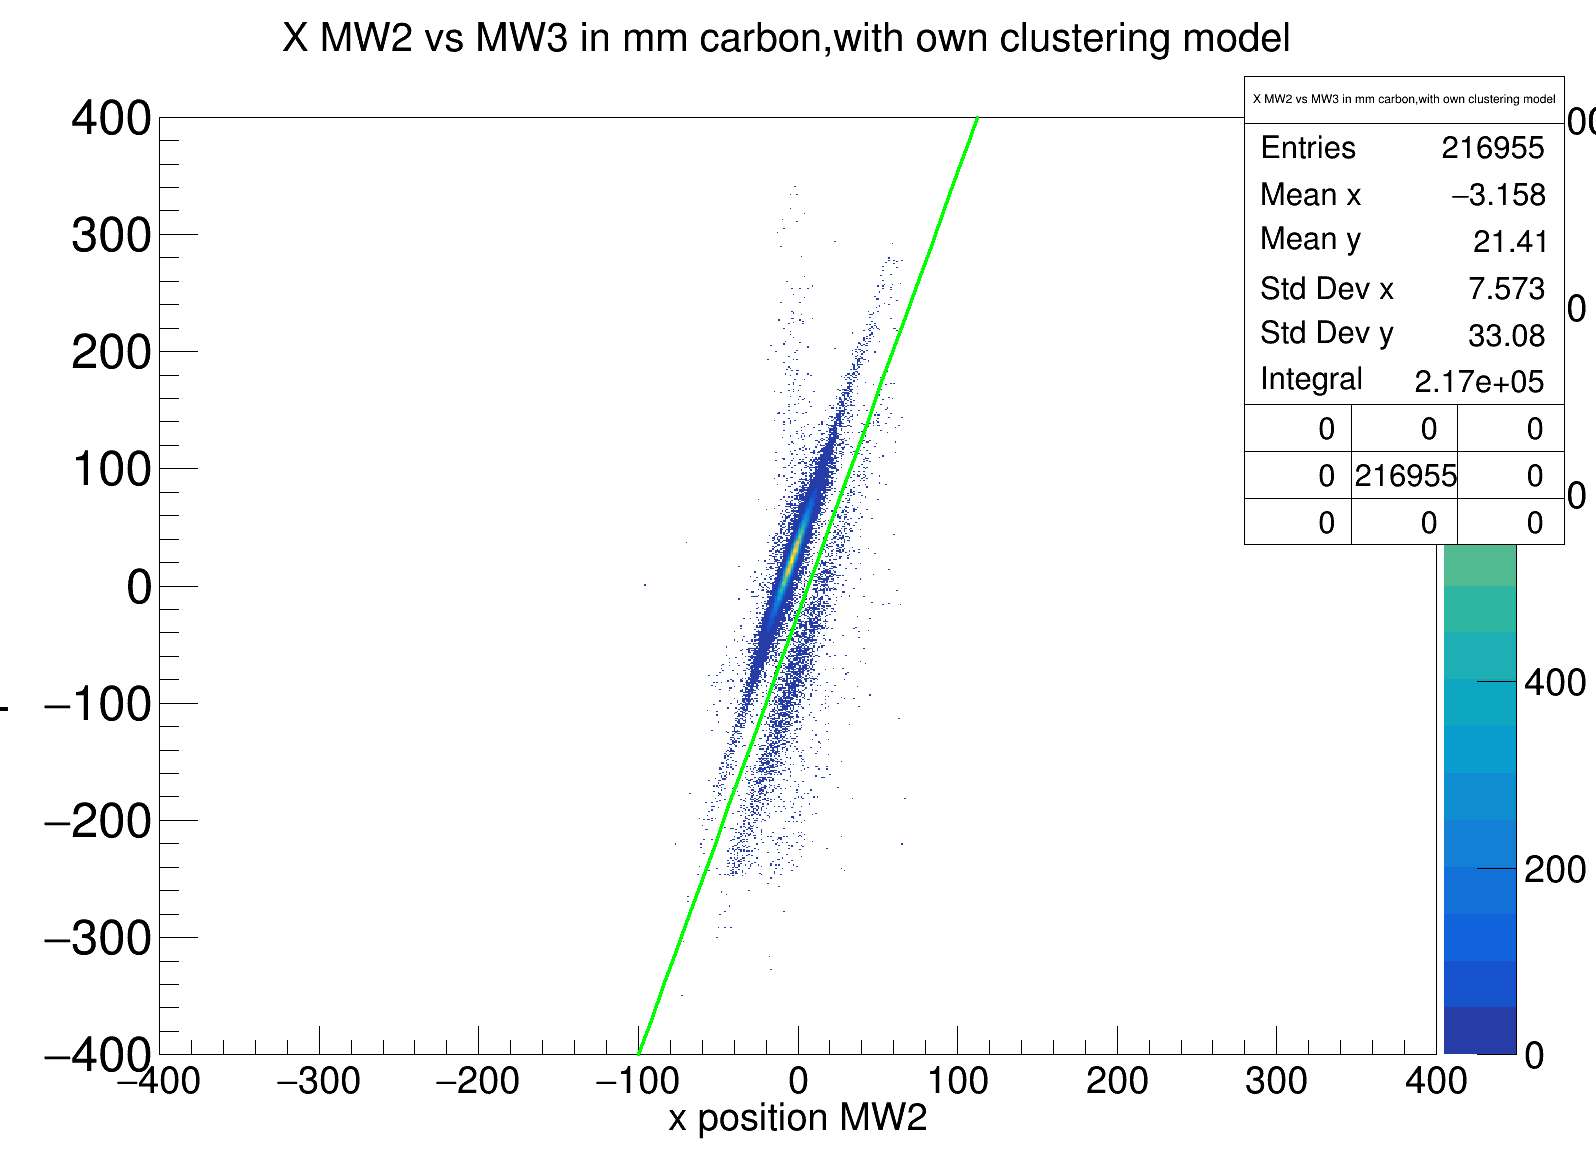 X MW2 vs MW3 in mm carbon,with own clustering model
X MW2 vs MW3 in mm carbon,with own clustering model
Entries 216955
Mean x −3.158
Mean y 21.41
Std Dev x 7.573
Std Dev y 33.08
Integral 2.17e+05
0 0 0
0 216955 0
0 0 0
400
300
200
100
0
−100
−200
−300
−400
−400 −300 −200 −100 0 100 200 300 400
x position MW2
00
0
0
400
200
0